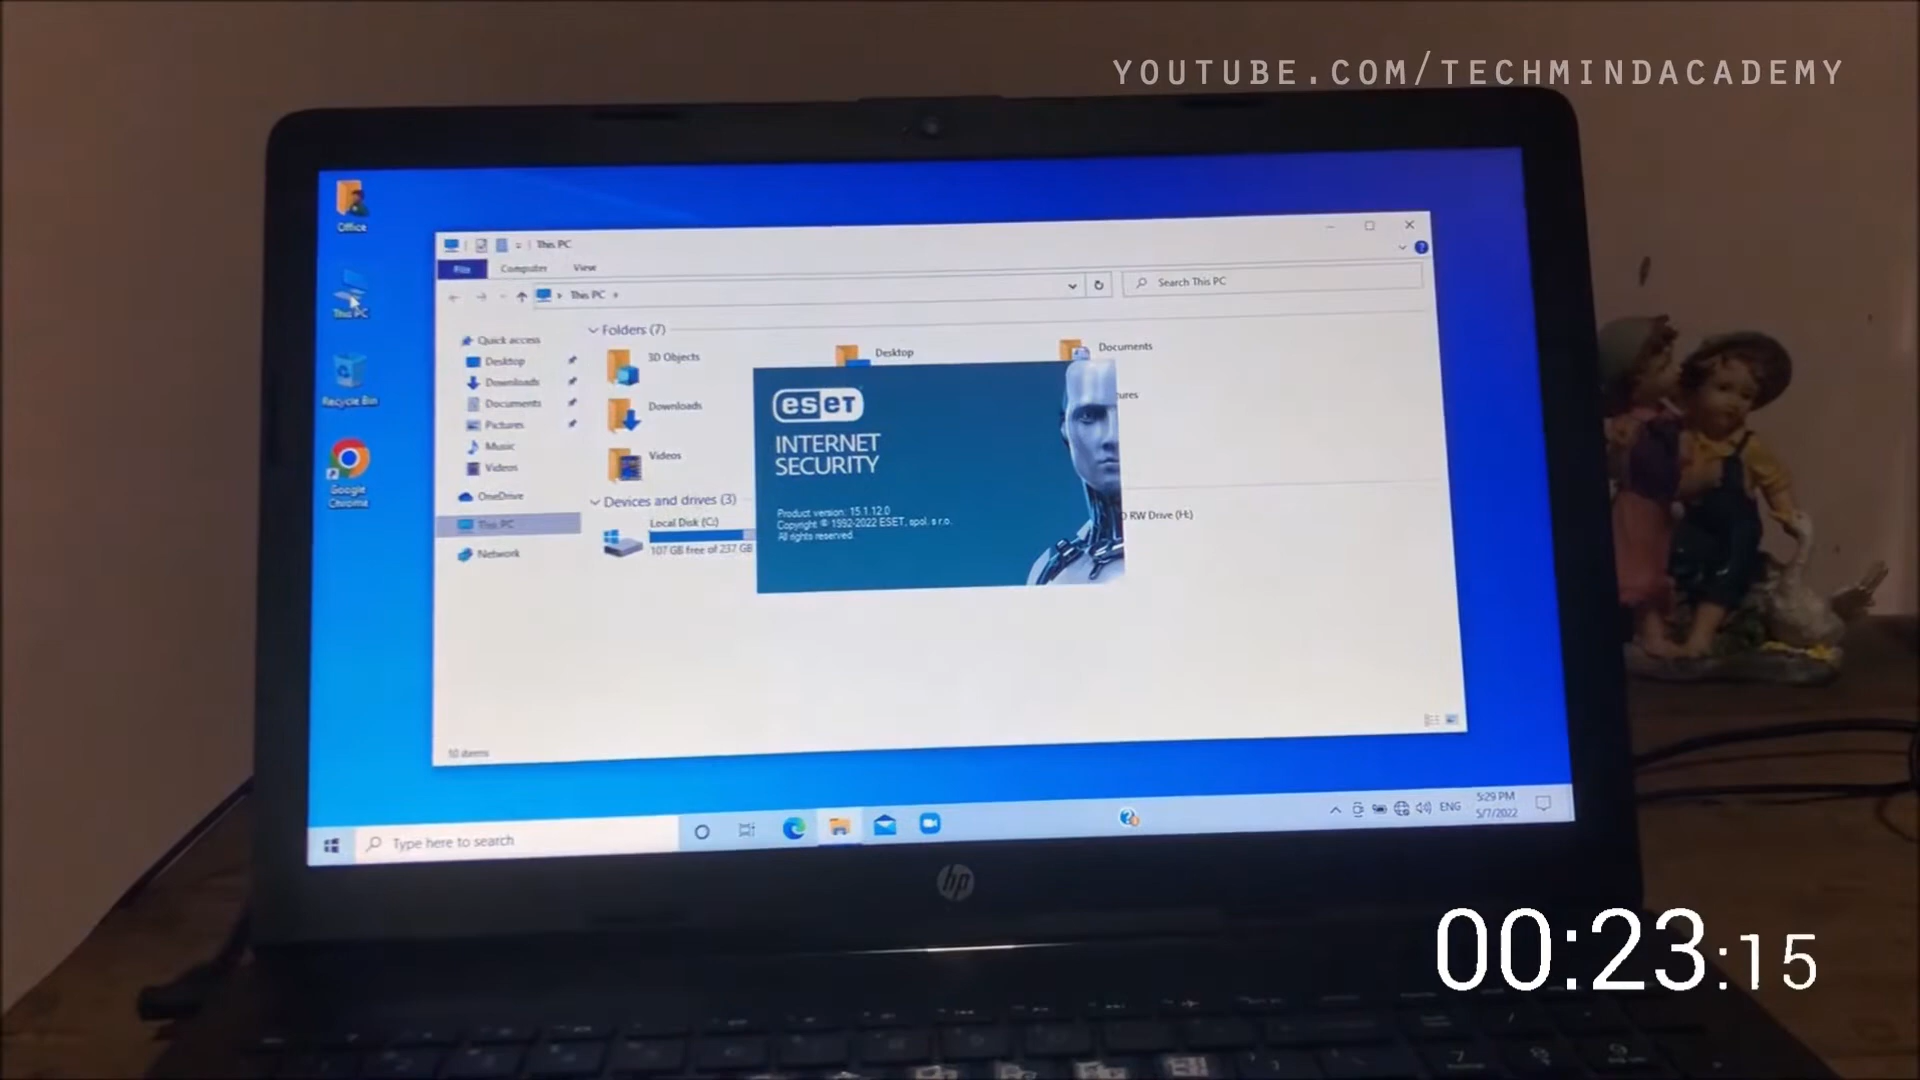 YOUTUBE.COM/TECHMINDACADEMY
Office
This PC
Recycle Bin
Google
Chrome
This PC
File
Computer
View
This PC
Search This PC
Quick access
Desktop
Downloads
Documents
Pictures
Music
Videos
OneDrive
This PC
Network
Folders (7)
3D Objects
Desktop
Documents
Downloads
ures
Videos
Devices and drives (3)
Local Disk (C:)
107 GB free of 237 GB
D RW Drive (H:)
eseT
INTERNET
SECURITY
Product version: 15.1.12.0
Copyright © 1992-2022 ESET, spol. s r.o.
All rights reserved.
10 items
Type here to search
ENG
5:29 PM
5/7/2022
hp
00:23:15